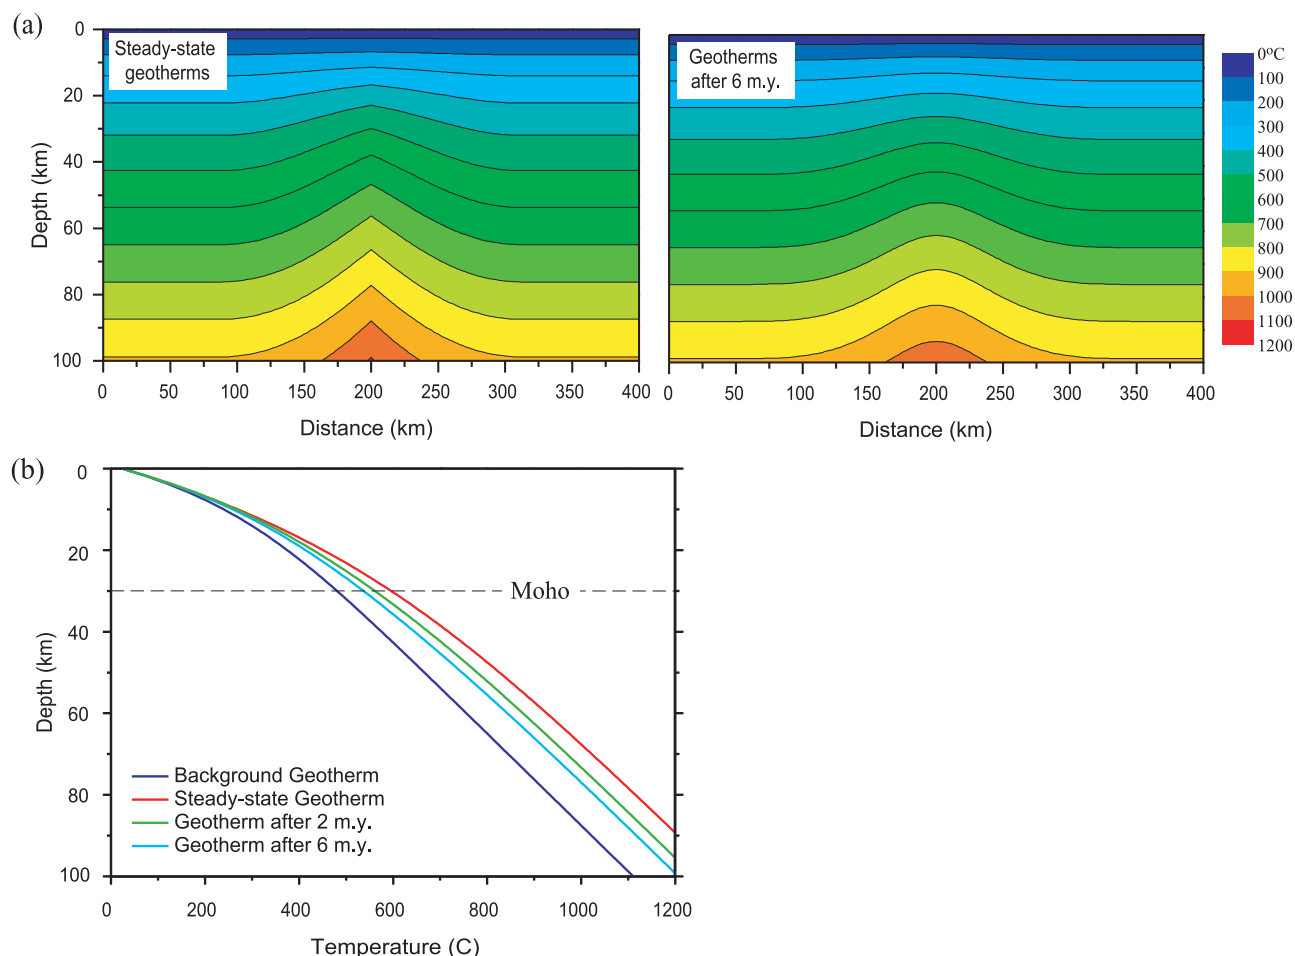 (a)
Steady-state
geotherms
0
20
40
60
80
100
Depth (km)
0 50 100 150 200 250 300 350 400
Distance (km)
Geotherms
after 6 m.y.
0 50 100 150 200 250 300 350 400
Distance (km)
0°C
100
200
300
400
500
600
700
800
900
1000
1100
1200
(b)
0
20
40
60
80
100
Depth (km)
Moho
Background Geotherm
Steady-state Geotherm
Geotherm after 2 m.y.
Geotherm after 6 m.y.
0 200 400 600 800 1000 1200
Temperature (C)